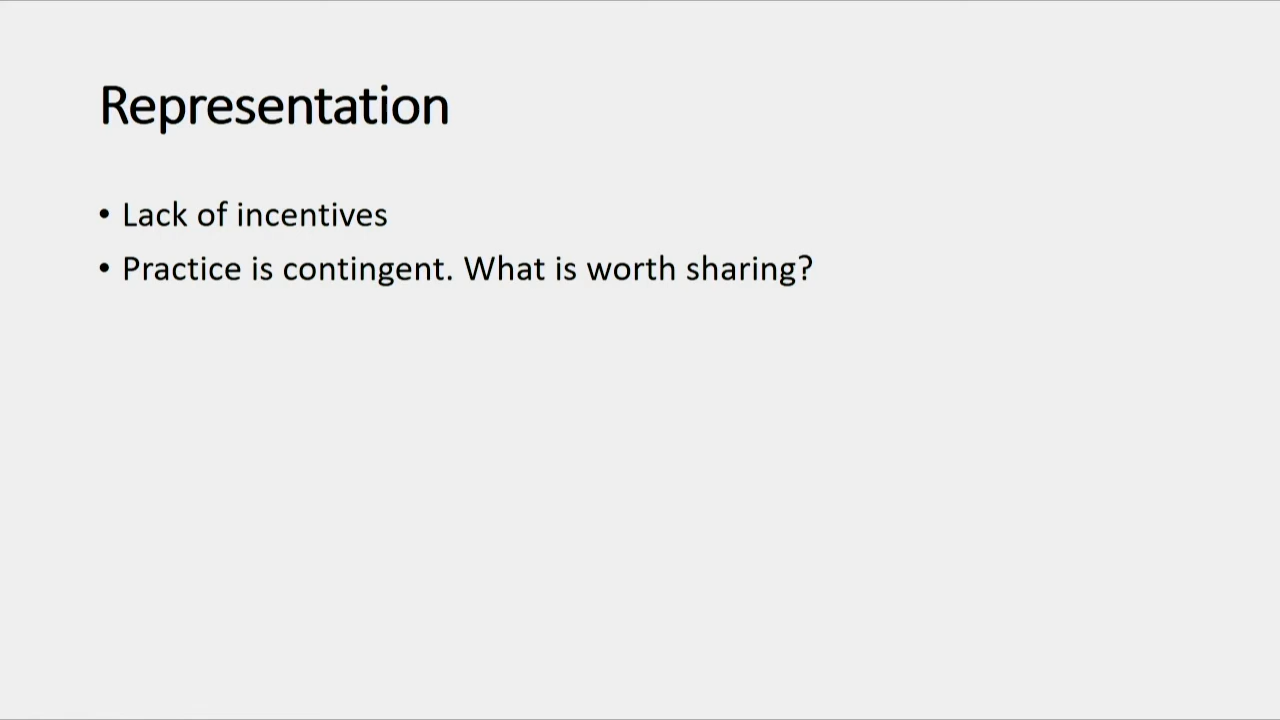 Representation
• Lack of incentives
• Practice is contingent. What is worth sharing?